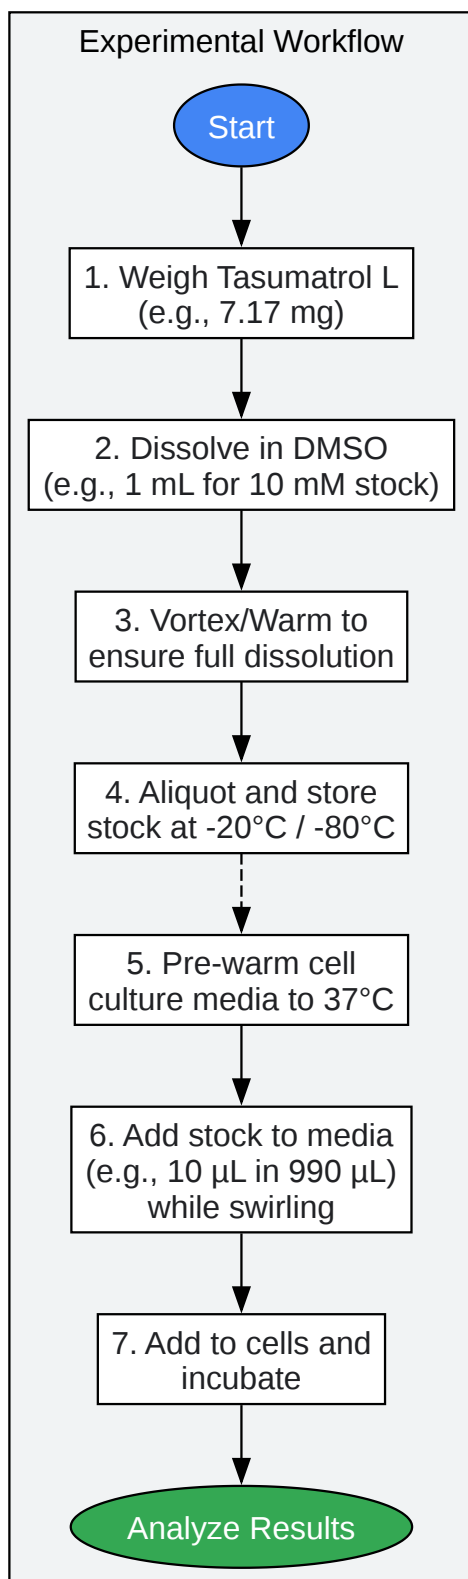 Experimental Workflow
Start
1. Weigh Tasumatrol L
(e.g., 7.17 mg)
2. Dissolve in DMSO
(e.g., 1 mL for 10 mM stock)
3. Vortex/Warm to
ensure full dissolution
4. Aliquot and store
stock at -20°C / -80°C
5. Pre-warm cell
culture media to 37°C
6. Add stock to media
(e.g., 10 µL in 990 µL)
while swirling
7. Add to cells and
incubate
Analyze Results